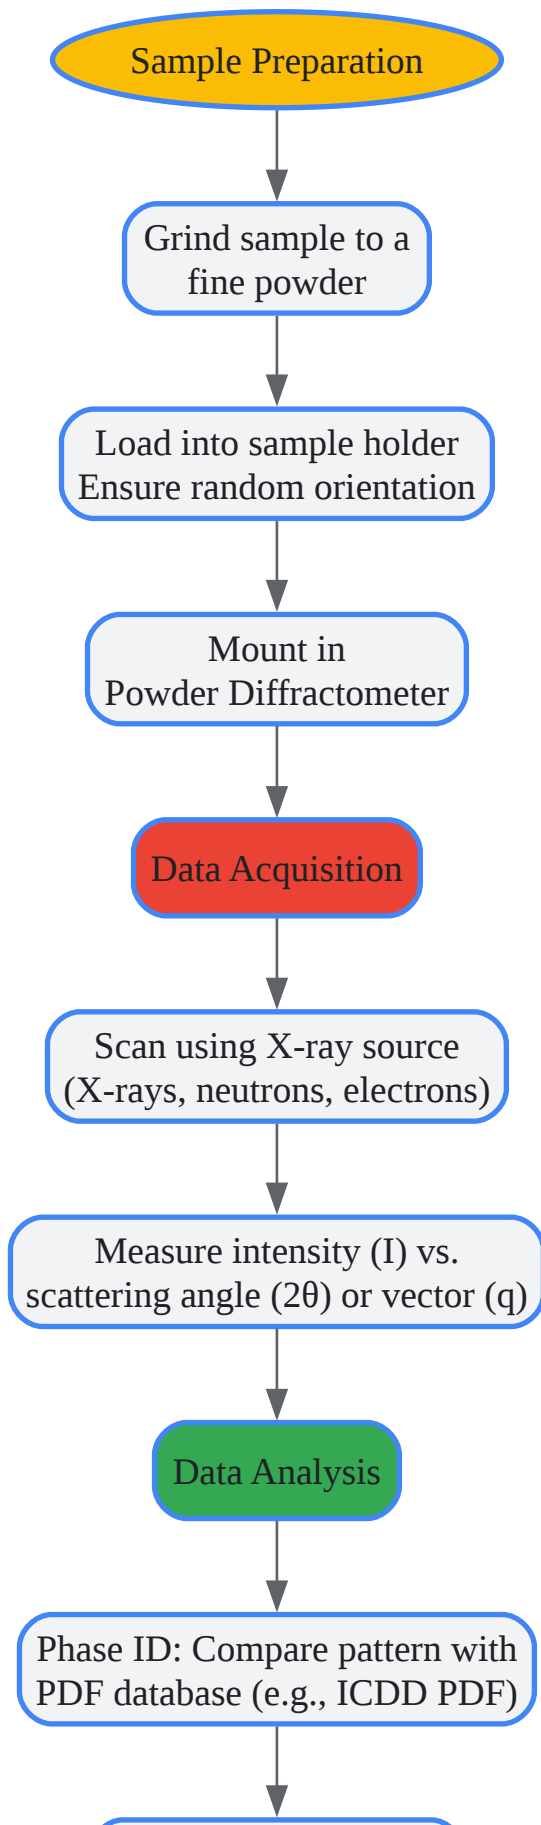 Sample Preparation
Grind sample to a
fine powder
Load into sample holder
Ensure random orientation
Mount in
Powder Diffractometer
Data Acquisition
Scan using X-ray source
(X-rays, neutrons, electrons)
Measure intensity (I) vs.
scattering angle (2θ) or vector (q)
Data Analysis
Phase ID: Compare pattern with
PDF database (e.g., ICDD PDF)